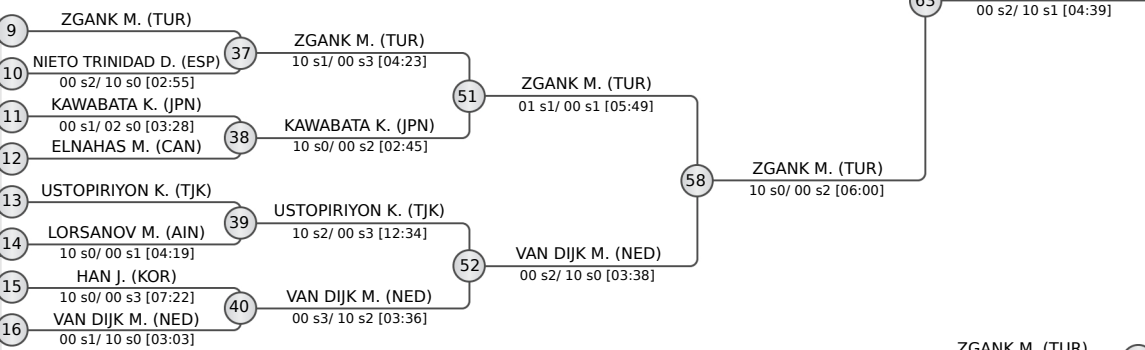 63
00 s2/ 10 s1 [04:39]
9
ZGANK M. (TUR)
37
ZGANK M. (TUR)
10 s1/ 00 s3 [04:23]
10
NIETO TRINIDAD D. (ESP)
00 s2/ 10 s0 [02:55]
51
ZGANK M. (TUR)
01 s1/ 00 s1 [05:49]
11
KAWABATA K. (JPN)
00 s1/ 02 s0 [03:28]
38
KAWABATA K. (JPN)
10 s0/ 00 s2 [02:45]
12
ELNAHAS M. (CAN)
58
ZGANK M. (TUR)
10 s0/ 00 s2 [06:00]
13
USTOPIRIYON K. (TJK)
39
USTOPIRIYON K. (TJK)
10 s2/ 00 s3 [12:34]
14
LORSANOV M. (AIN)
10 s0/ 00 s1 [04:19]
52
VAN DIJK M. (NED)
00 s2/ 10 s0 [03:38]
15
HAN J. (KOR)
10 s0/ 00 s3 [07:22]
40
VAN DIJK M. (NED)
00 s3/ 10 s2 [03:36]
16
VAN DIJK M. (NED)
00 s1/ 10 s0 [03:03]
ZGANK M. (TUR)